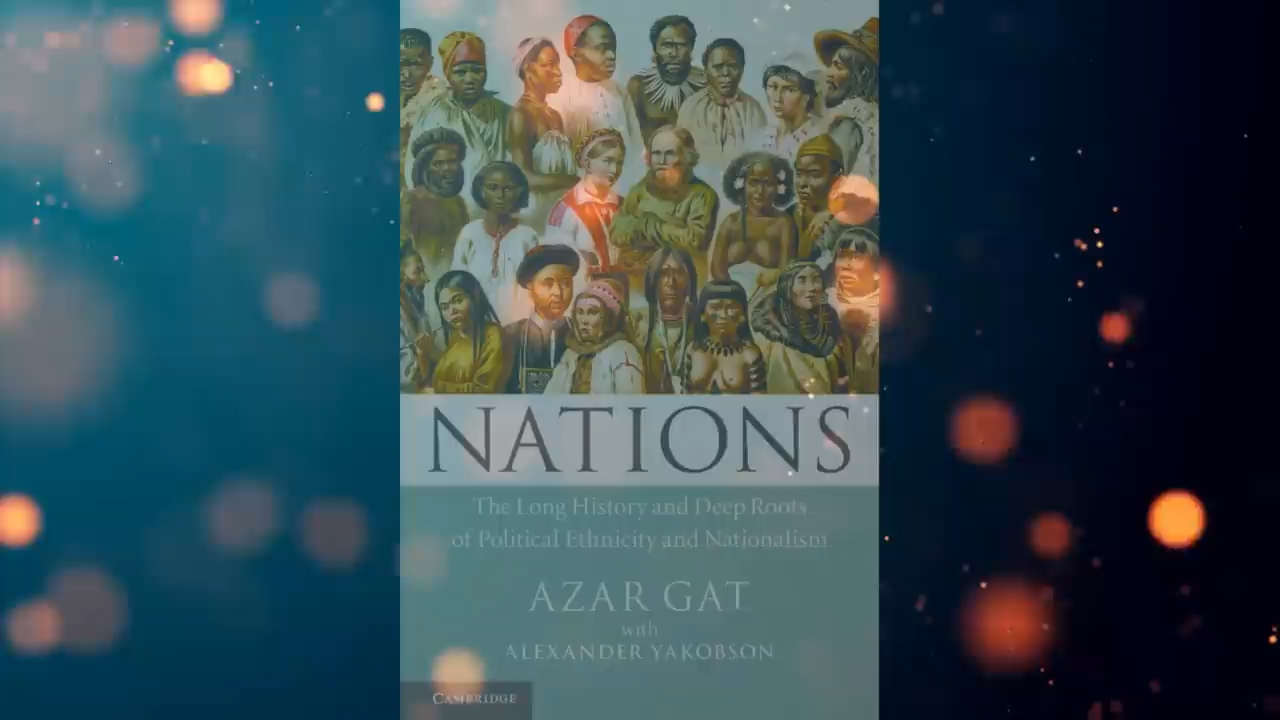 NATIONS
The Long History and Deep Roots
of Political Ethnicity and Nationalism
AZAR GAT
with
ALEXANDER YAKOBSON
CAMBRIDGE